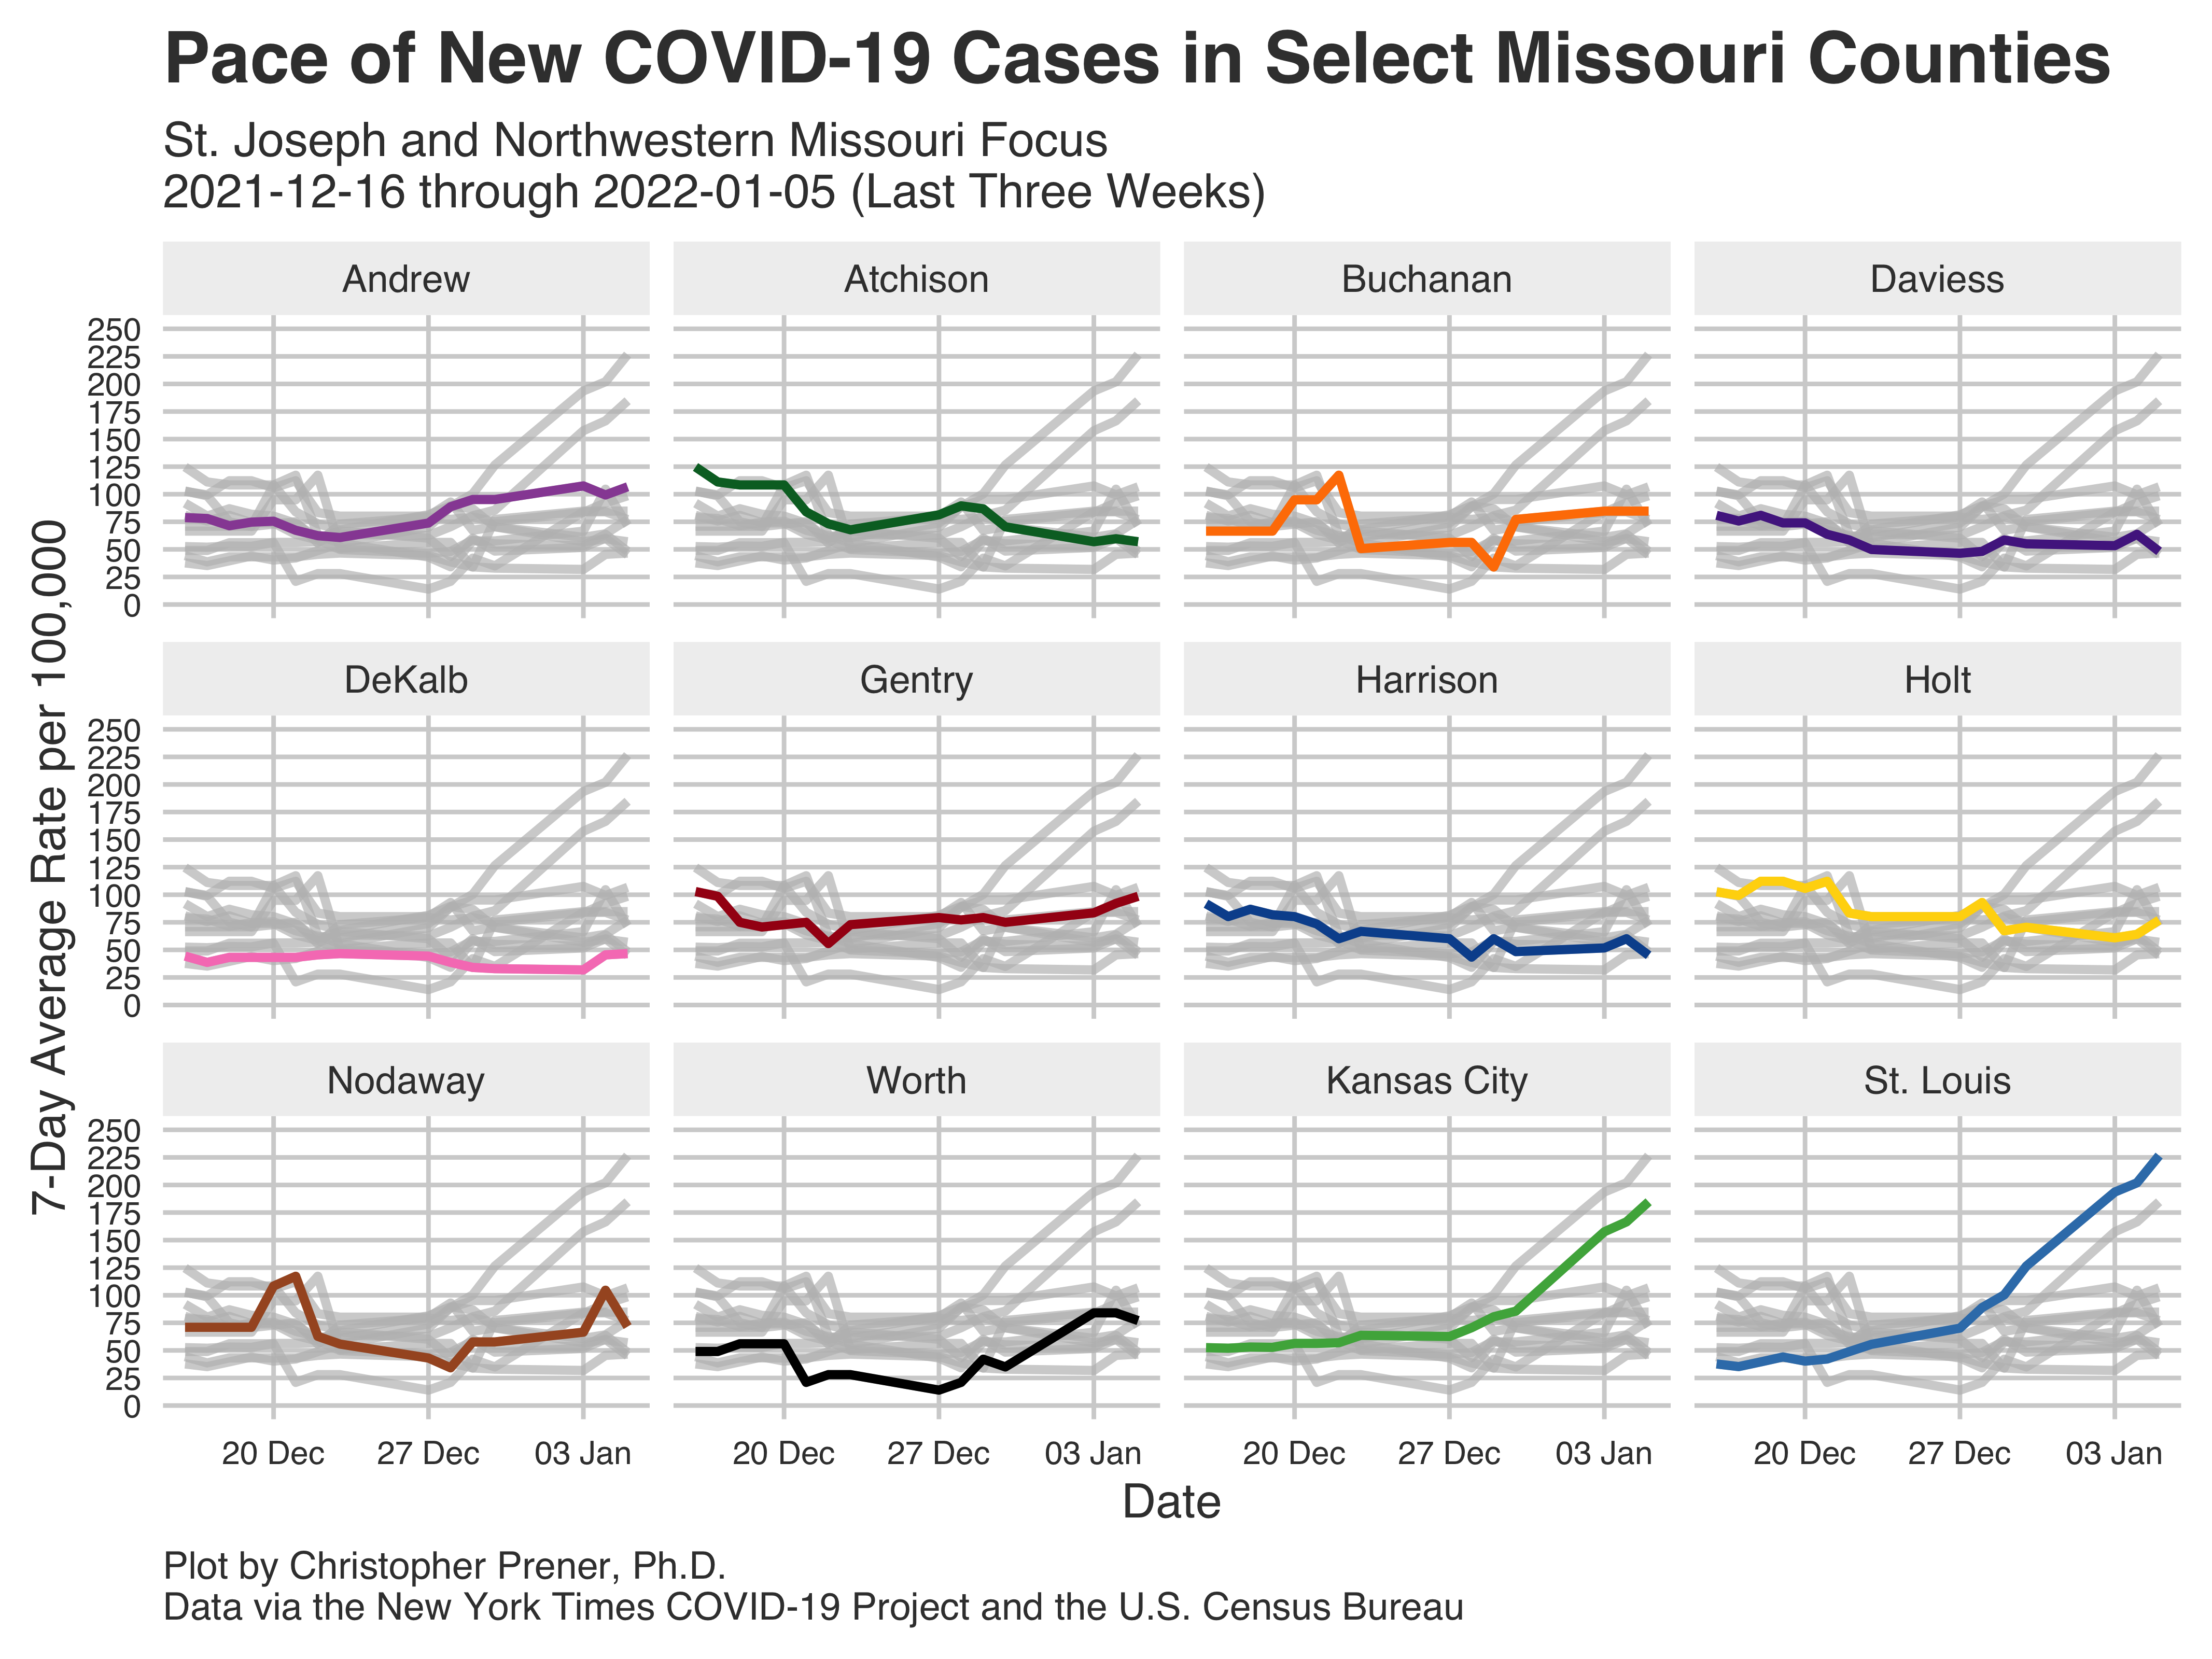 Pace of New COVID-19 Cases in Select Missouri Counties
St. Joseph and Northwestern Missouri Focus
2021-12-16 through 2022-01-05 (Last Three Weeks)
7-Day Average Rate per 100,000
Andrew
Atchison
Buchanan
Daviess
250
225
200
175
150
125
100
75
50
25
0
DeKalb
Gentry
Harrison
Holt
250
225
200
175
150
125
100
75
50
25
0
Nodaway
Worth
Kansas City
St. Louis
250
225
200
175
150
125
100
75
50
25
0
20 Dec 27 Dec 03 Jan
20 Dec 27 Dec 03 Jan
20 Dec 27 Dec 03 Jan
20 Dec 27 Dec 03 Jan
Date
Plot by Christopher Prener, Ph.D.
Data via the New York Times COVID-19 Project and the U.S. Census Bureau